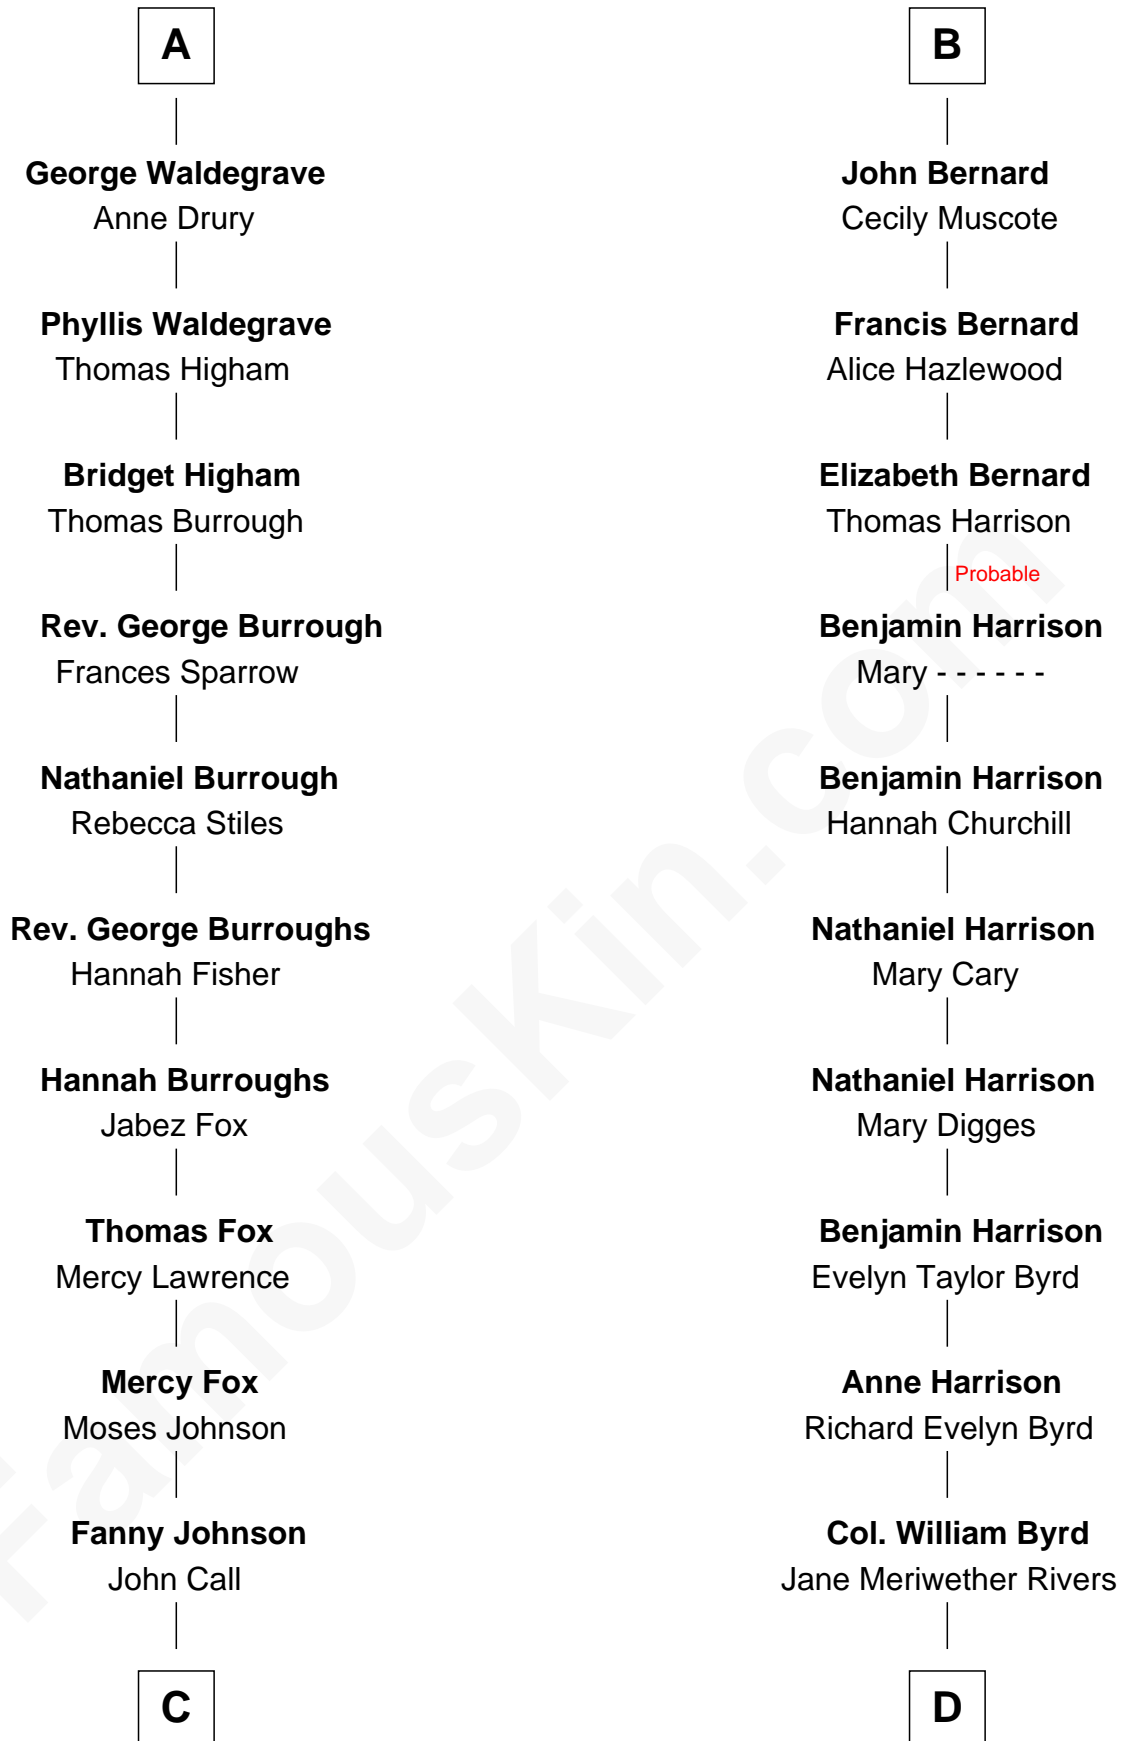 A
George Waldegrave
Anne Drury
Phyllis Waldegrave
Thomas Higham
Bridget Higham
Thomas Burrough
Rev. George Burrough
Frances Sparrow
Nathaniel Burrough
Rebecca Stiles
Rev. George Burroughs
Hannah Fisher
Hannah Burroughs
Jabez Fox
Thomas Fox
Mercy Lawrence
Mercy Fox
Moses Johnson
Fanny Johnson
John Call
C
B
John Bernard
Cecily Muscote
Francis Bernard
Alice Hazlewood
Elizabeth Bernard
Thomas Harrison
Probable
Benjamin Harrison
Mary - - - - - -
Benjamin Harrison
Hannah Churchill
Nathaniel Harrison
Mary Cary
Nathaniel Harrison
Mary Digges
Benjamin Harrison
Evelyn Taylor Byrd
Anne Harrison
Richard Evelyn Byrd
Col. William Byrd
Jane Meriwether Rivers
D
FamousKin.com